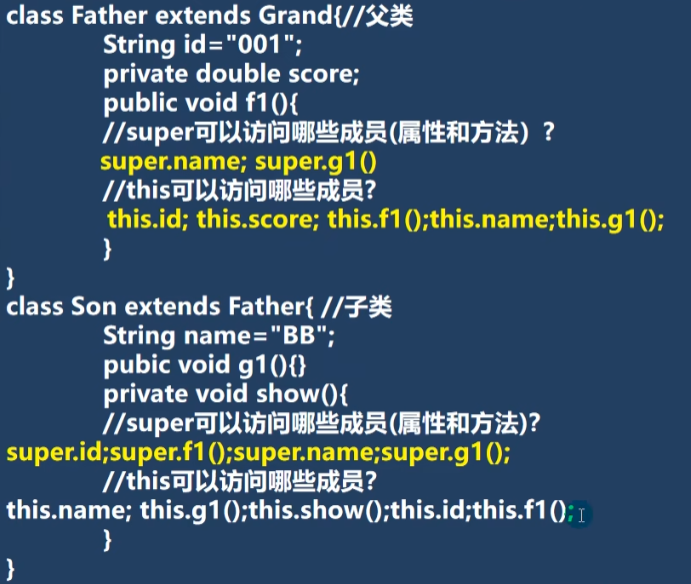 class Father extends Grand{//父类
String id="001";
private double score;
public void f1(){
//super可以访问哪些成员(属性和方法）?
super.name; super.g1()
//this可以访问哪些成员?
this.id; this.score; this.f1();this.name;this.g1();
}
}
class Son extends Father{ //子类
String name="BB";
pubic void g1(){}
private void show(){
//super可以访问哪些成员(属性和方法)?
super.id;super.f1();super.name;super.g1();
//this可以访问哪些成员?
this.name; this.g1();this.show();this.id;this.f1();
}
}